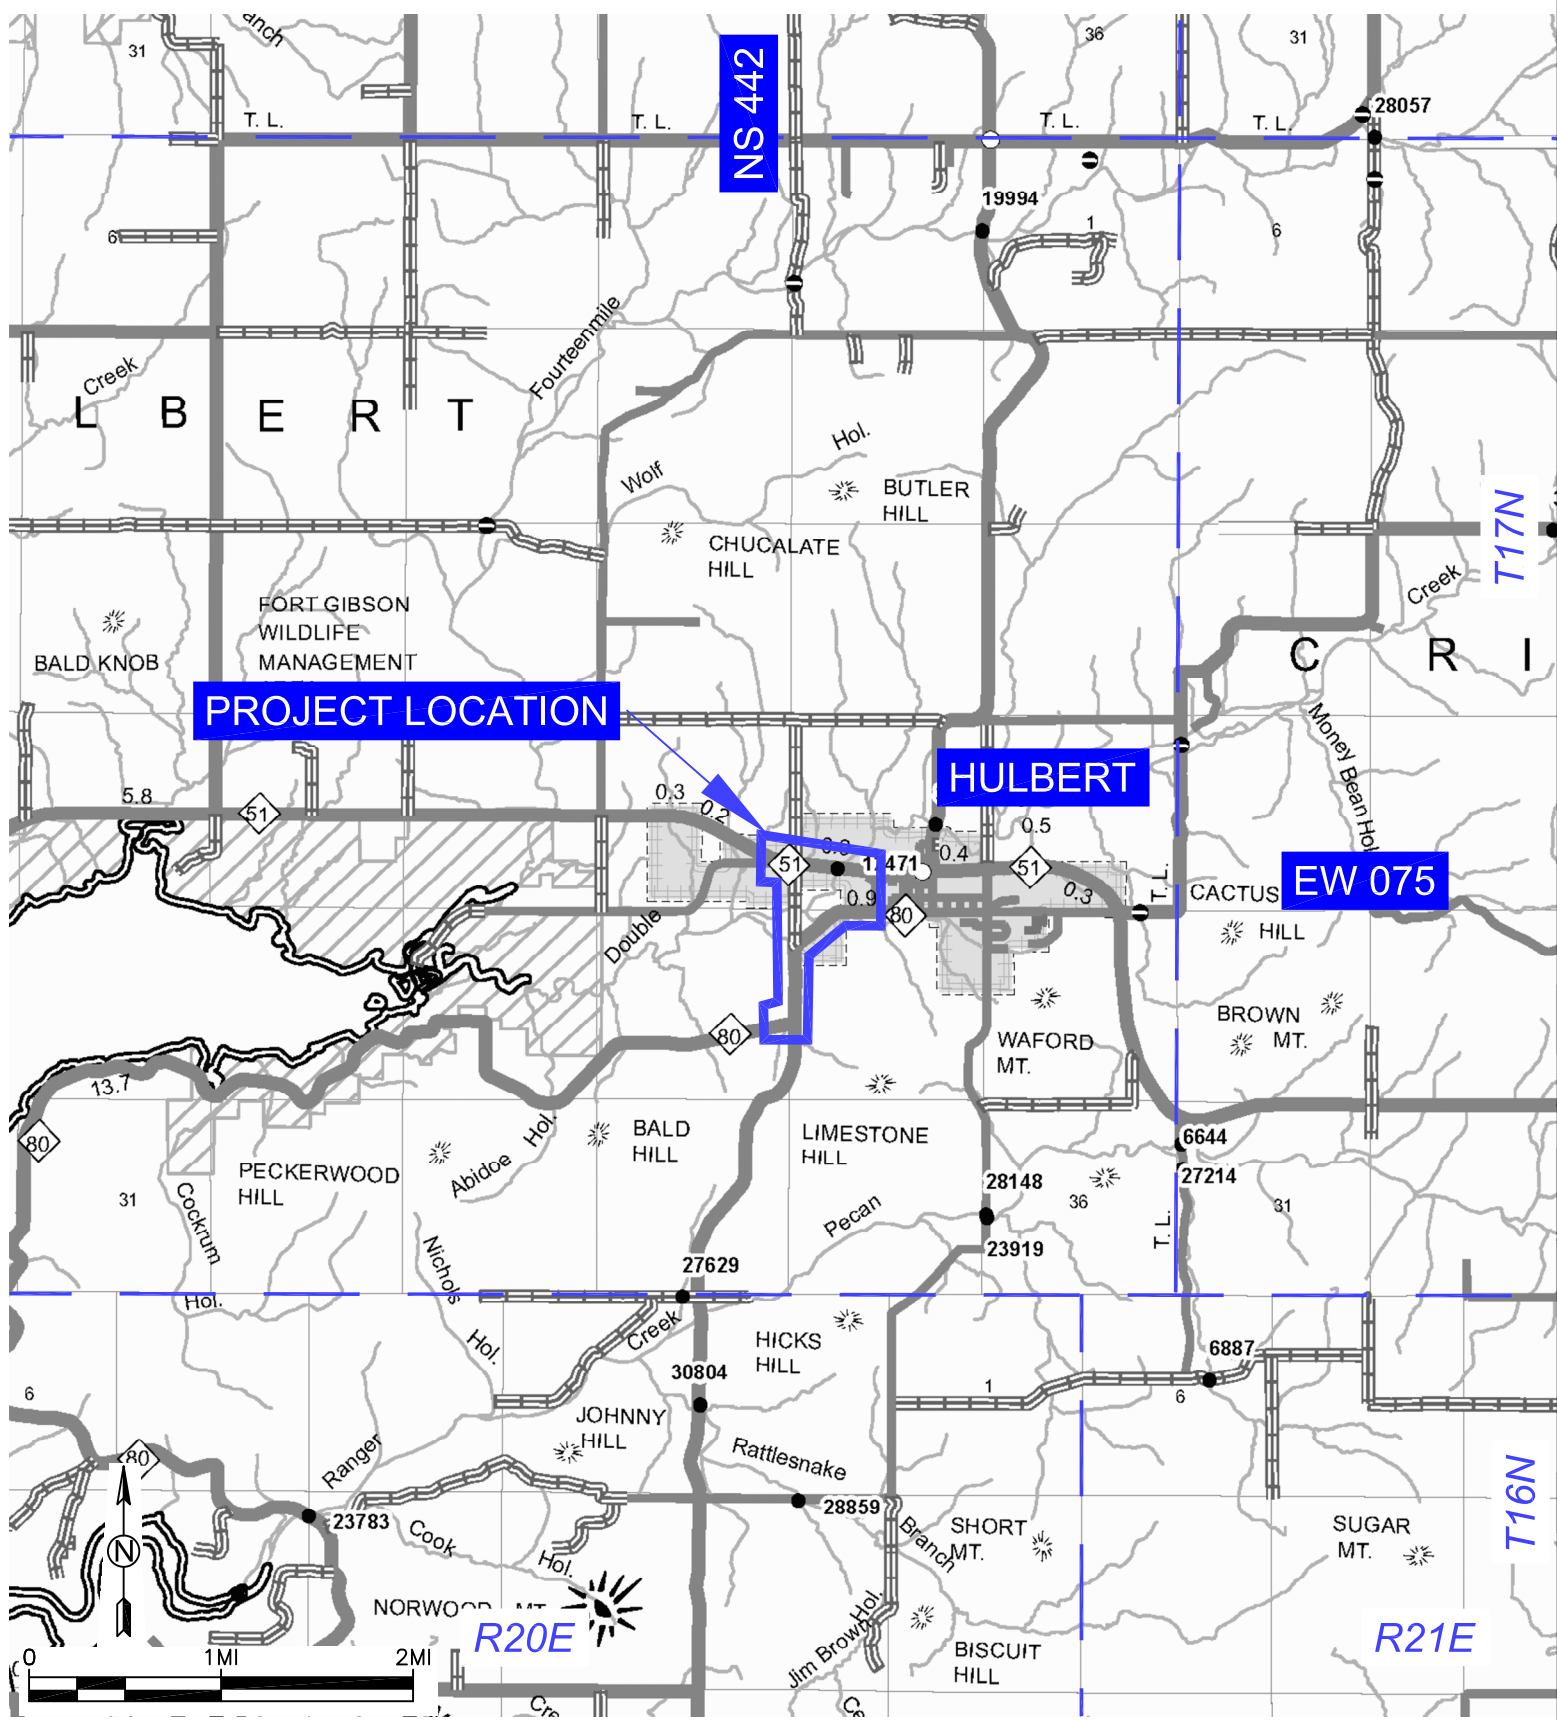 anch
31
NS 442
36
31
28057
T. L.
T. L.
T. L.
T. L.
19994
6
1
6
Fourteenmile
Creek
L B E R T
Hol.
Wolf
BUTLER
HILL
CHUCALATE
HILL
T17N
Creek
FORT GIBSON
WILDLIFE
MANAGEMENT
BALD KNOB
C R I
PROJECT LOCATION
Money Bean Hol
HULBERT
5.8
51
0.3
0.2
0.5
51
0.4
51
0.3
T. L.
EW 075
CACTUS
HILL
0.9
80
Double
BROWN
MT.
80
WAFORD
MT.
13.7
80
Abidoe
Hol.
BALD
HILL
LIMESTONE
HILL
6644
27214
PECKERWOOD
HILL
28148
36
31
31
Cockrum
Hol.
Pecan
T. L.
23919
Nichols
Hol.
27629
Creek
HICKS
HILL
6887
30804
6
1
6
JOHNNY
HILL
80
Ranger
Rattlesnake
Branch
T16N
23783
28859
Cook
Hol.
SHORT
MT.
SUGAR
MT.
N
NORWOOD MT.
R20E
R21E
Jim Brown Hol.
BISCUIT
HILL
0 1MI 2MI
Cre
Ce